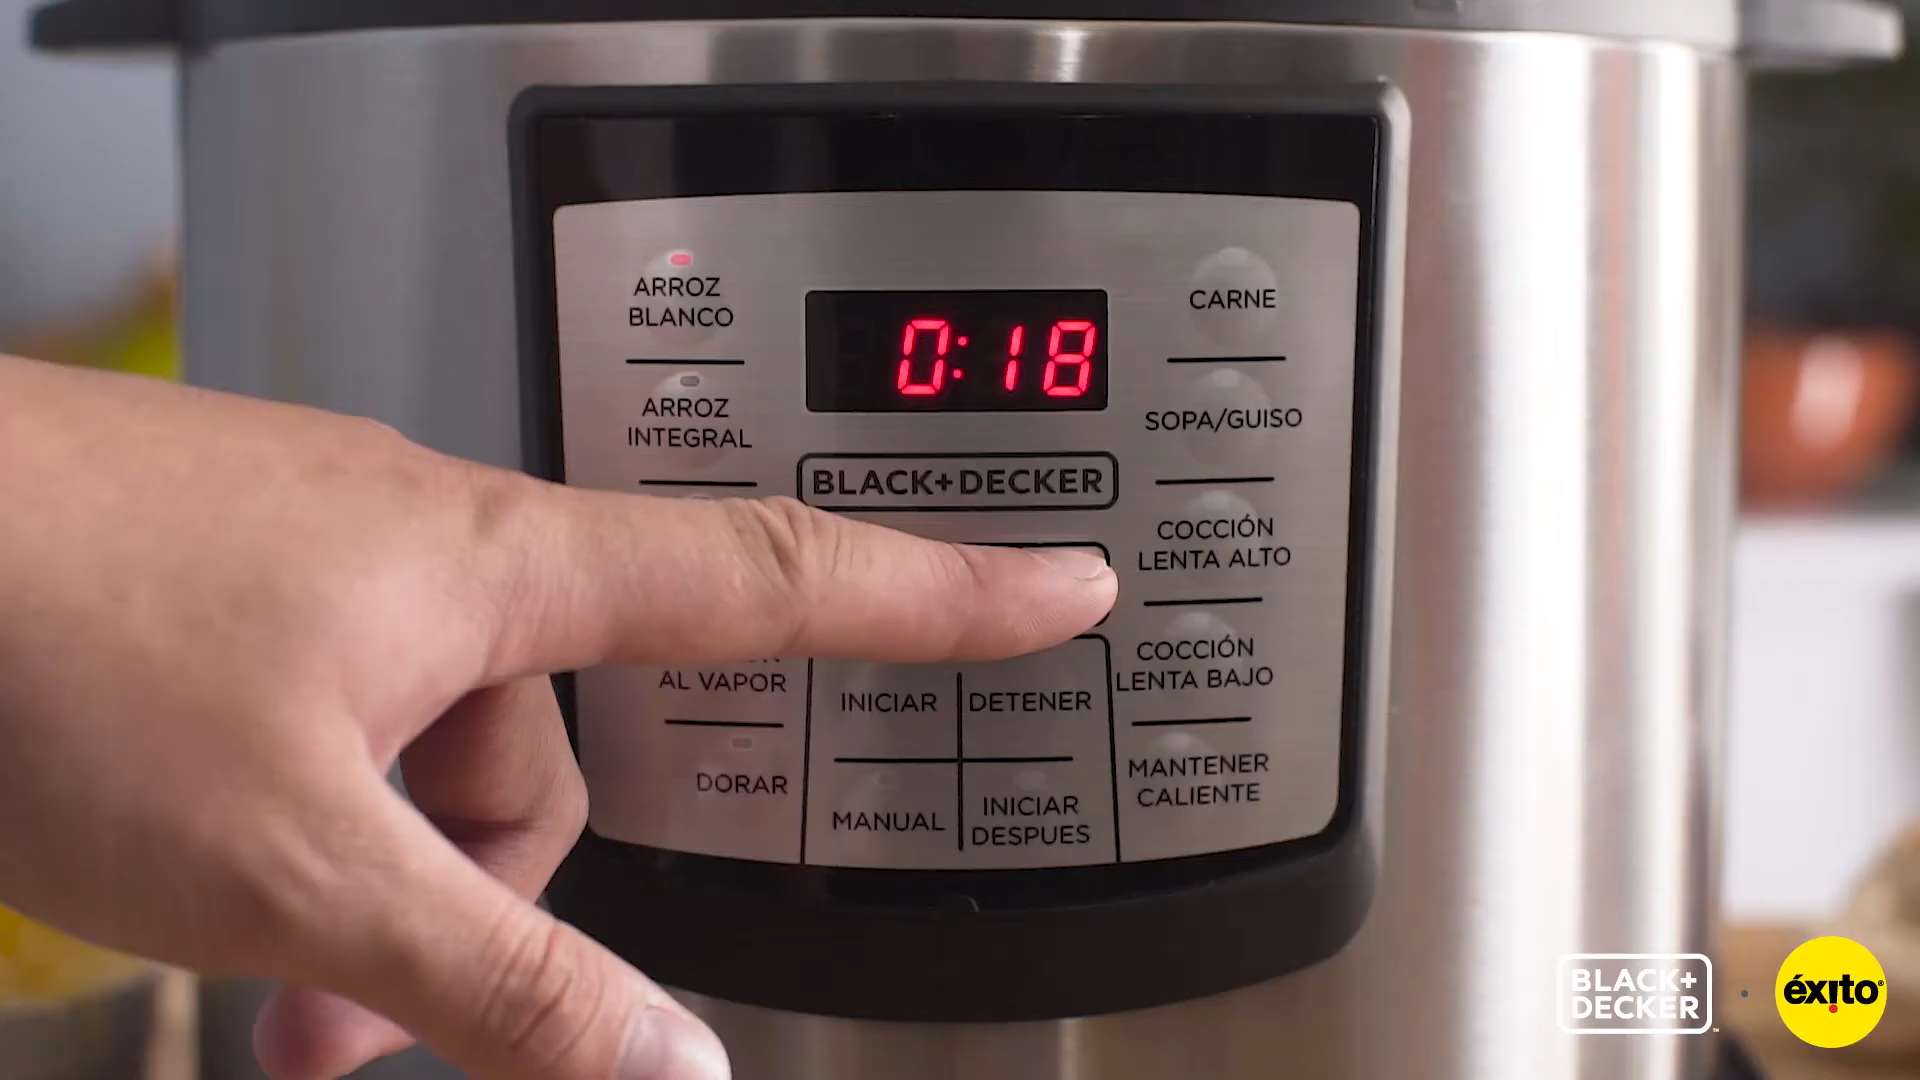 ARROZ
BLANCO
ARROZ
INTEGRAL
AL VAPOR
DORAR
0:18
BLACK+DECKER
INICIAR
DETENER
MANUAL
INICIAR
DESPUES
CARNE
SOPA/GUISO
COCCIÓN
LENTA ALTO
COCCIÓN
LENTA BAJO
MANTENER
CALIENTE
BLACK+
DECKER
éxito